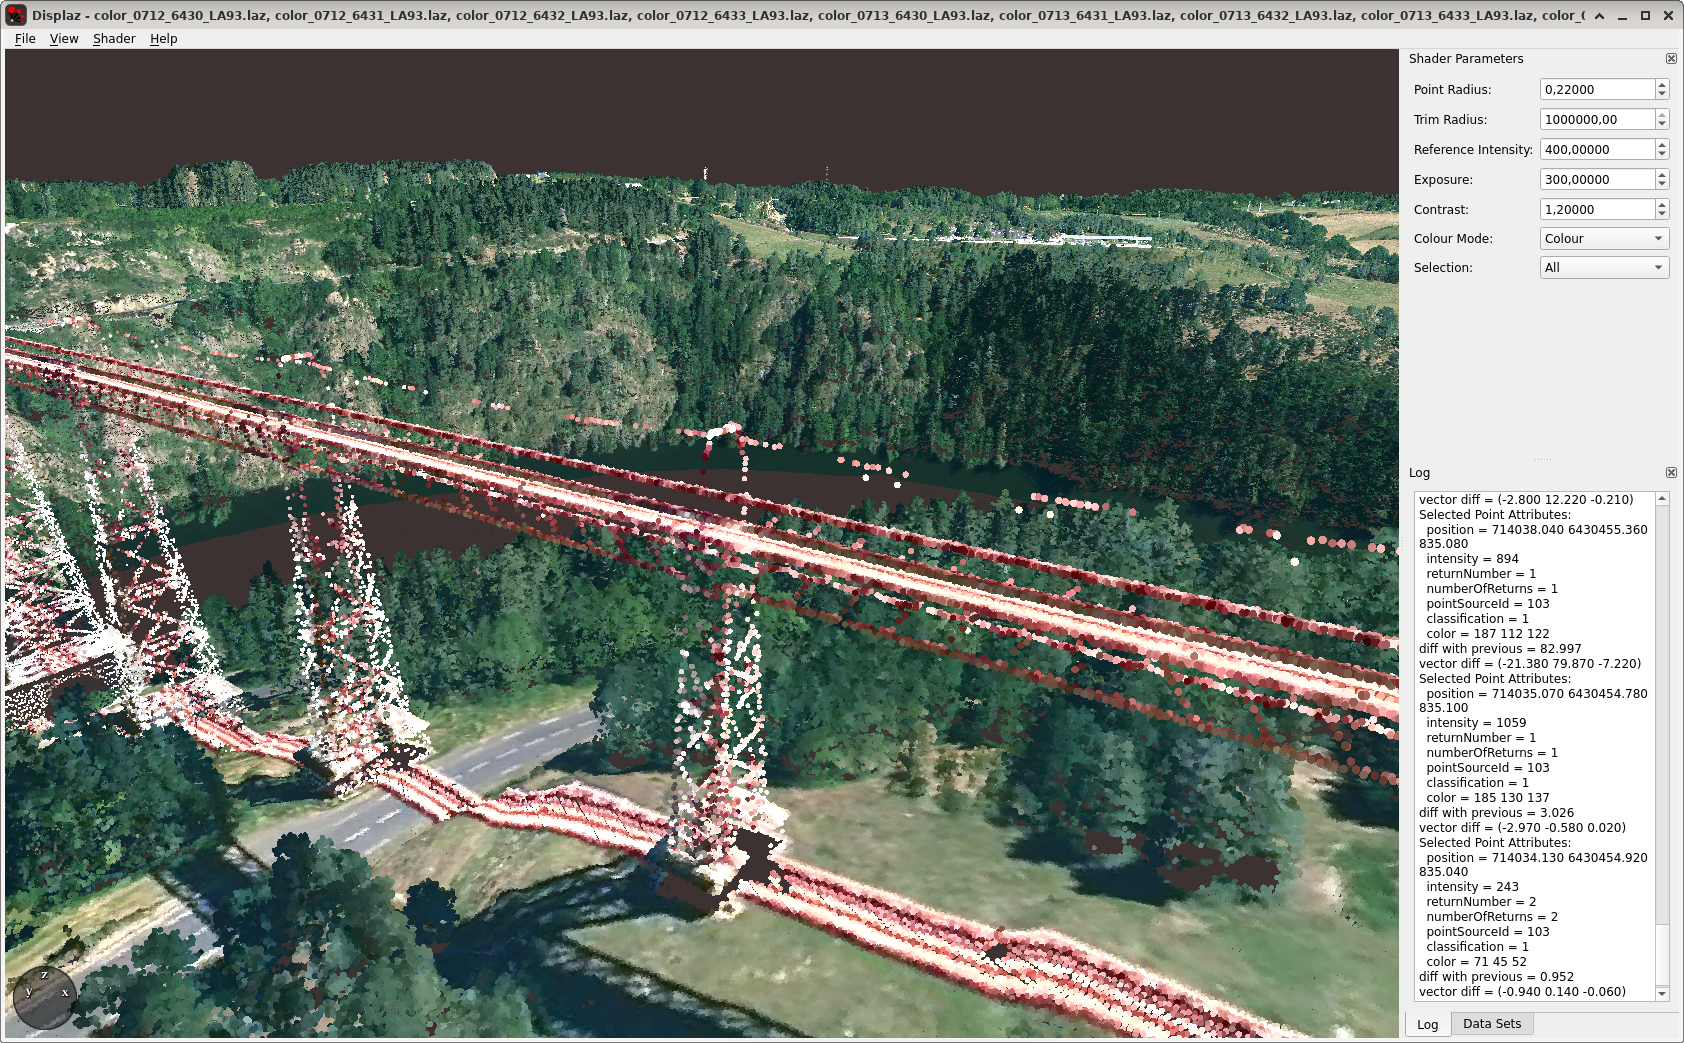 Displaz - color_0712_6430_LA93.laz, color_0712_6431_LA93.laz, color_0712_6432_LA93.laz, color_0712_6433_LA93.laz, color_0713_6430_LA93.laz, color_0713_6431_LA93.laz, color_0713_6432_LA93.laz, color_0713_6433_LA93.laz, color_0
File View Shader Help
Shader Parameters
Point Radius: 0,22000
Trim Radius: 1000000,00
Reference Intensity: 400,00000
Exposure: 300,00000
Contrast: 1,20000
Colour Mode: Colour
Selection: All
Log
vector diff = (-2.800 12.220 -0.210)
Selected Point Attributes:
position = 714038.040 6430455.360
835.080
intensity = 894
returnNumber = 1
numberOfReturns = 1
pointSourceId = 103
classification = 1
color = 187 112 122
diff with previous = 82.997
vector diff = (-21.380 79.870 -7.220)
Selected Point Attributes:
position = 714035.070 6430454.780
835.100
intensity = 1059
returnNumber = 1
numberOfReturns = 1
pointSourceId = 103
classification = 1
color = 185 130 137
diff with previous = 3.026
vector diff = (-2.970 -0.580 0.020)
Selected Point Attributes:
position = 714034.130 6430454.920
835.040
intensity = 243
returnNumber = 2
numberOfReturns = 2
pointSourceId = 103
classification = 1
color = 71 45 52
diff with previous = 0.952
vector diff = (-0.940 0.140 -0.060)
Log Data Sets
z
y x